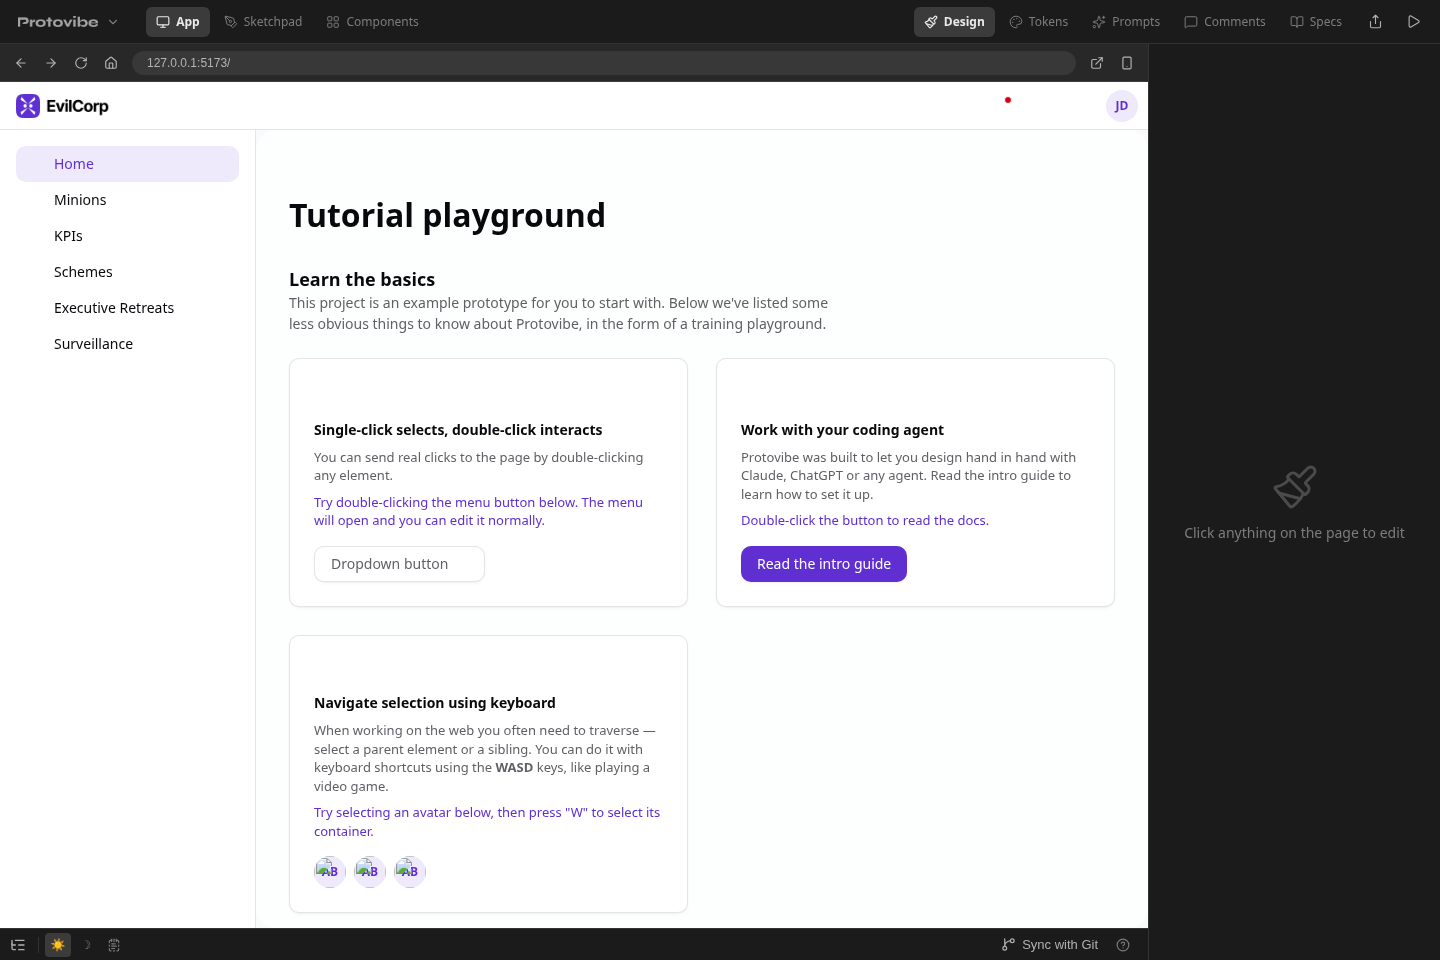 Protovibe
App
Sketchpad
Components
Design
Tokens
Prompts
Comments
Specs
127.0.0.1:5173/
EvilCorp
JD
Home
Minions
KPIs
Schemes
Executive Retreats
Surveillance
Tutorial playground
Learn the basics
This project is an example prototype for you to start with. Below we've listed some
less obvious things to know about Protovibe, in the form of a training playground.
Single-click selects, double-click interacts
You can send real clicks to the page by double-clicking
any element.
Try double-clicking the menu button below. The menu
will open and you can edit it normally.
Dropdown button
Work with your coding agent
Protovibe was built to let you design hand in hand with
Claude, ChatGPT or any agent. Read the intro guide to
learn how to set it up.
Double-click the button to read the docs.
Read the intro guide
Navigate selection using keyboard
When working on the web you often need to traverse —
select a parent element or a sibling. You can do it with
keyboard shortcuts using the WASD keys, like playing a
video game.
Try selecting an avatar below, then press "W" to select its
container.
AB
AB
AB
Click anything on the page to edit
Sync with Git